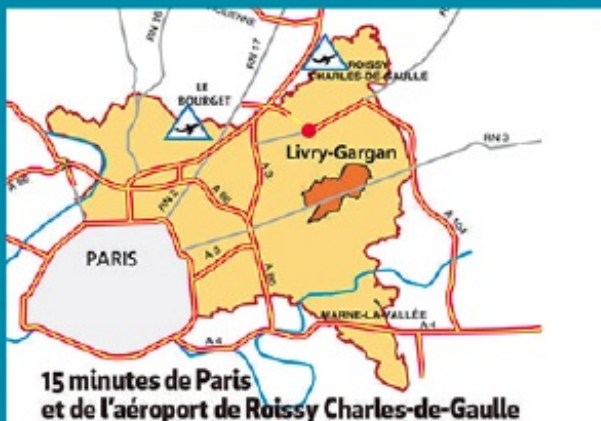 RN 16
RN 17
ROISSY
CHARLES-DE-GAULLE
LE
BOURGET
Livry-Gargan
RN 3
A 86
RN 2
A 86
A 3
A 104
PARIS
A 3
A 86
MARNE-LA-VALLÉE
A 4
A 4
15 minutes de Paris
et de l'aéroport de Roissy Charles-de-Gaulle